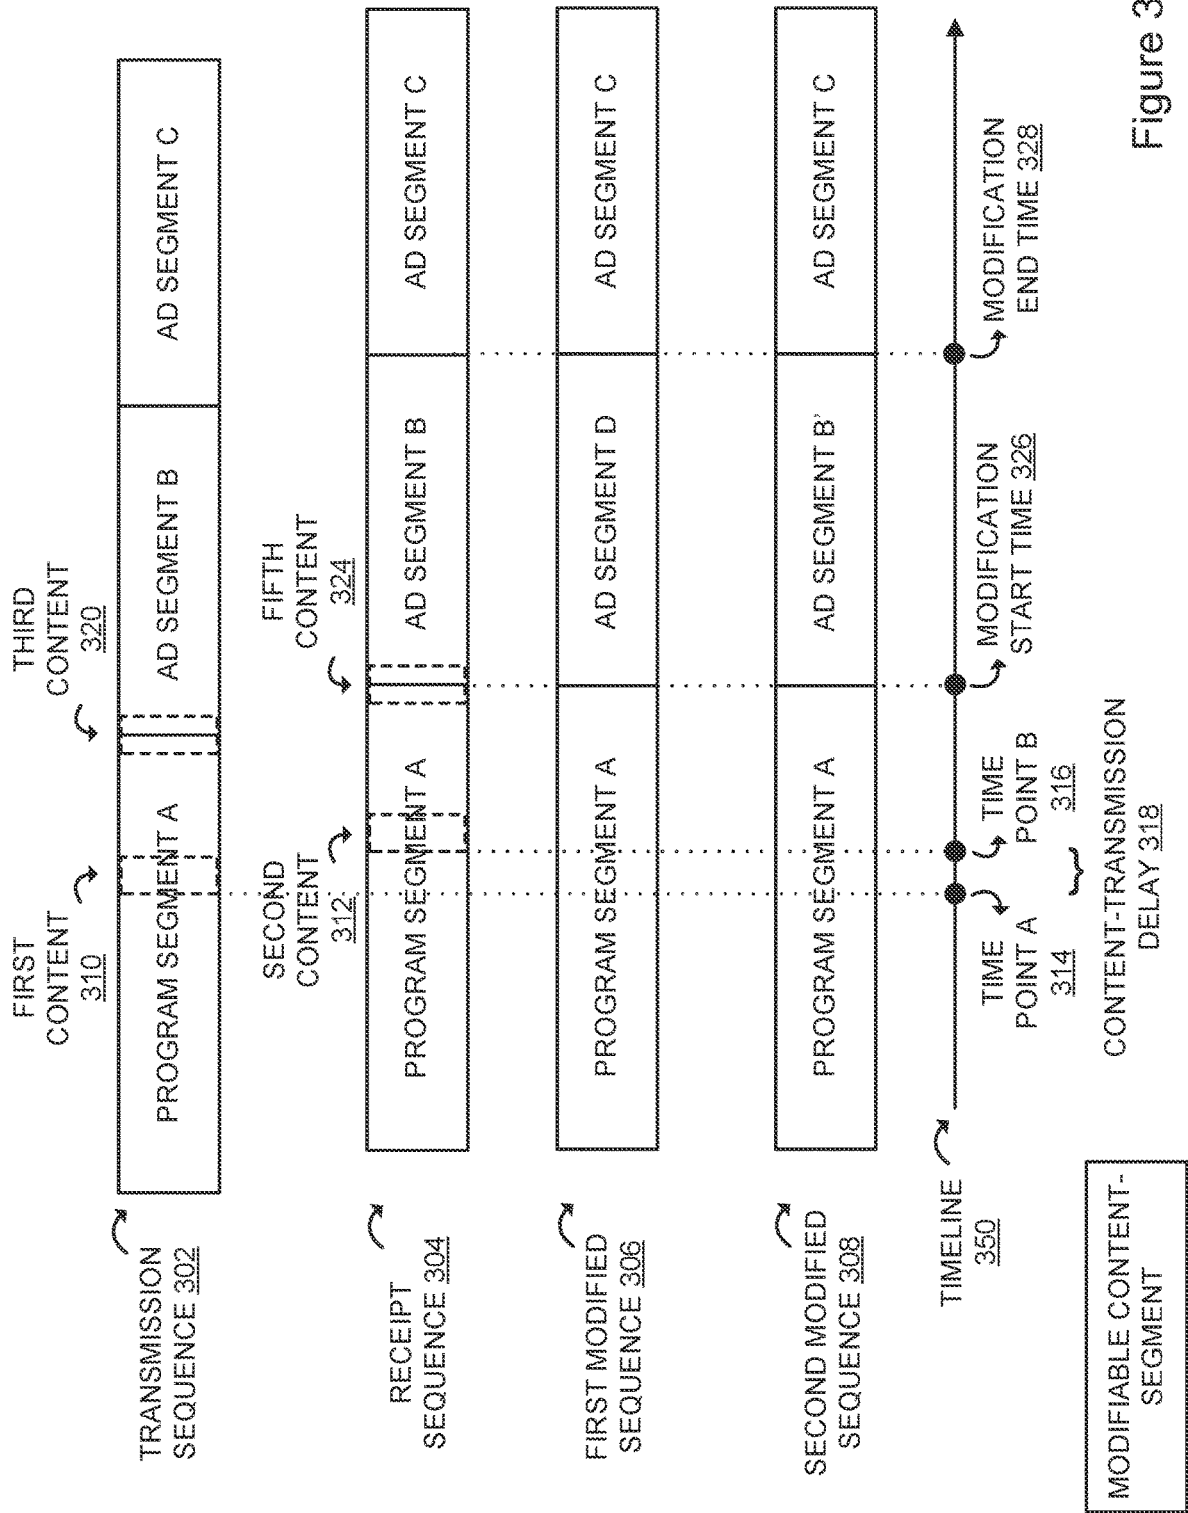 TRANSMISSION
SEQUENCE 302
PROGRAM SEGMENT A
AD SEGMENT B
AD SEGMENT C
FIRST
CONTENT
310
THIRD
CONTENT
320
RECEIPT
SEQUENCE 304
PROGRAM SEGMENT A
AD SEGMENT B
AD SEGMENT C
SECOND
CONTENT
312
FIFTH
CONTENT
324
FIRST MODIFIED
SEQUENCE 306
PROGRAM SEGMENT A
AD SEGMENT D
AD SEGMENT C
SECOND MODIFIED
SEQUENCE 308
PROGRAM SEGMENT A
AD SEGMENT B'
AD SEGMENT C
TIMELINE
350
TIME
POINT A
314
TIME
POINT B
316
MODIFICATION
START TIME 326
MODIFICATION
END TIME 328
CONTENT-TRANSMISSION
DELAY 318
MODIFIABLE CONTENT-
SEGMENT
Figure 3